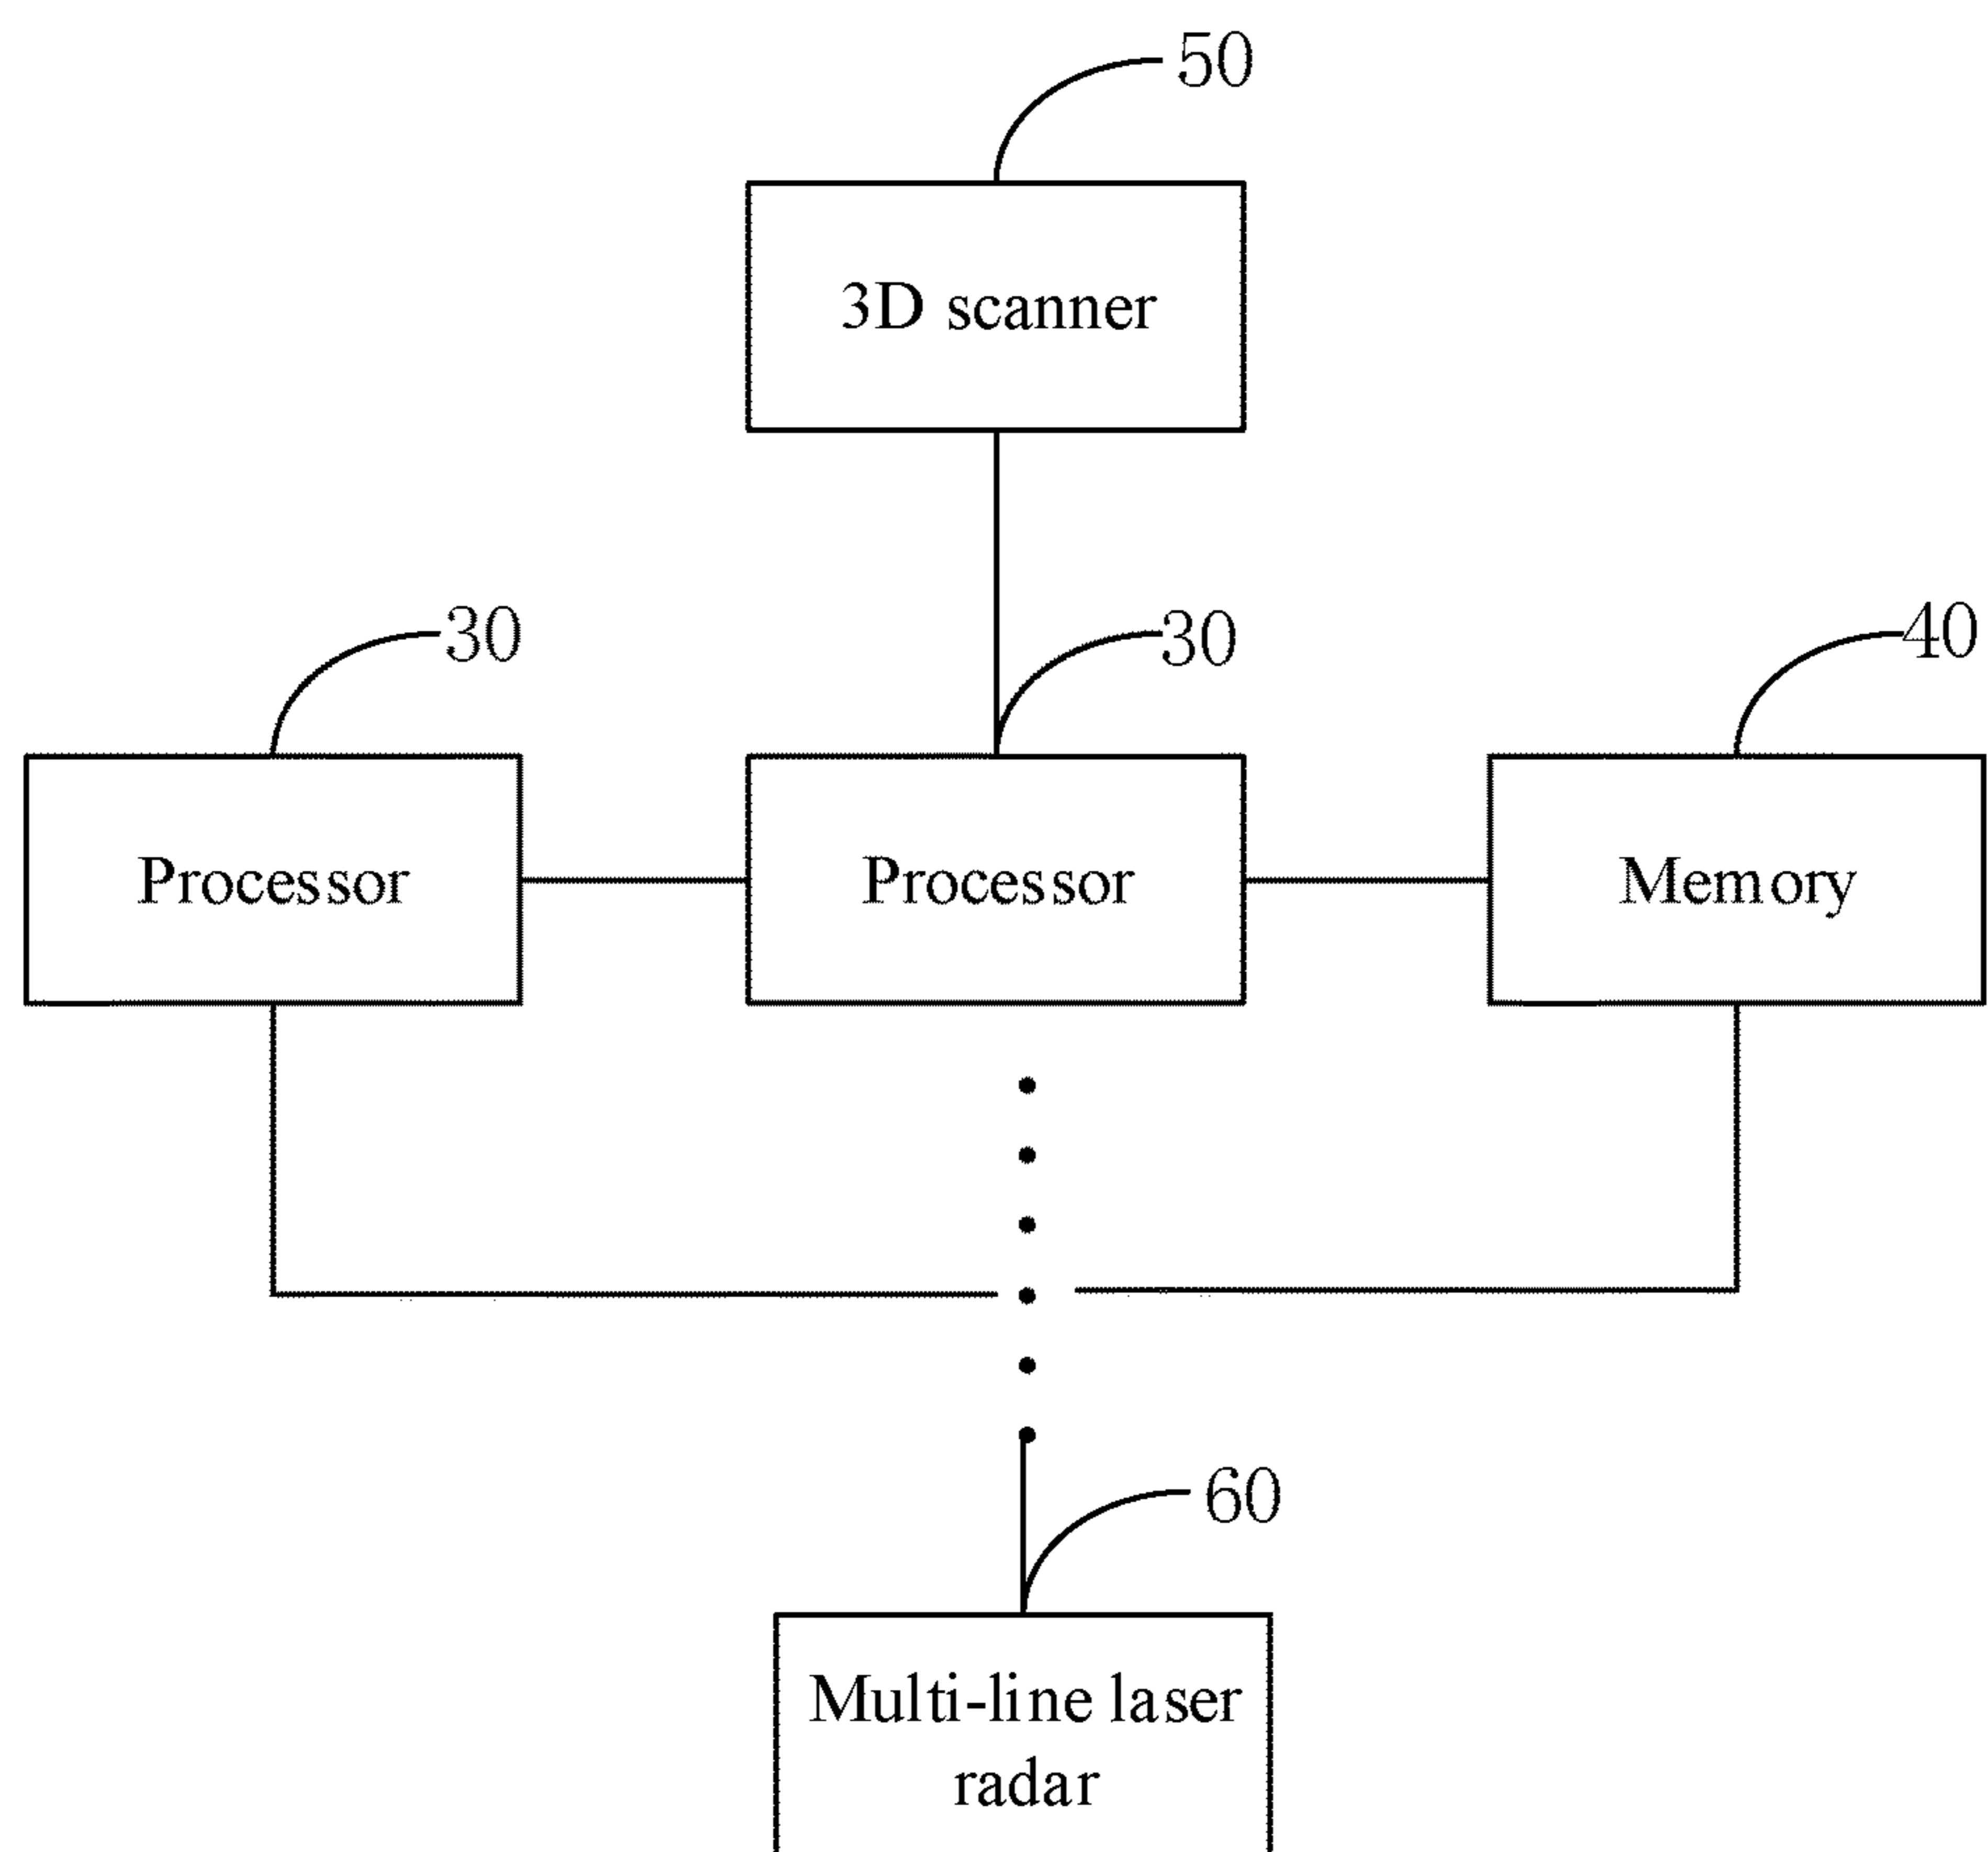 50
3D scanner
30
30
40
Processor
Processor
Memory
60
Multi-line laser
radar